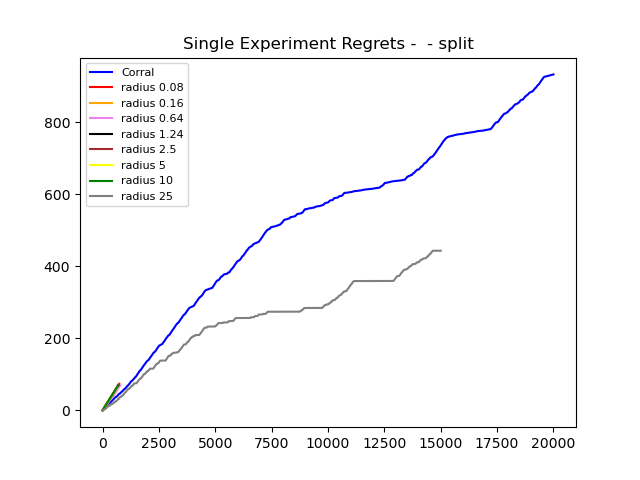 Single Experiment Regrets -  - split
Corral
radius 0.08
radius 0.16
radius 0.64
radius 1.24
radius 2.5
radius 5
radius 10
radius 25
800
600
400
200
0
0 2500 5000 7500 10000 12500 15000 17500 20000